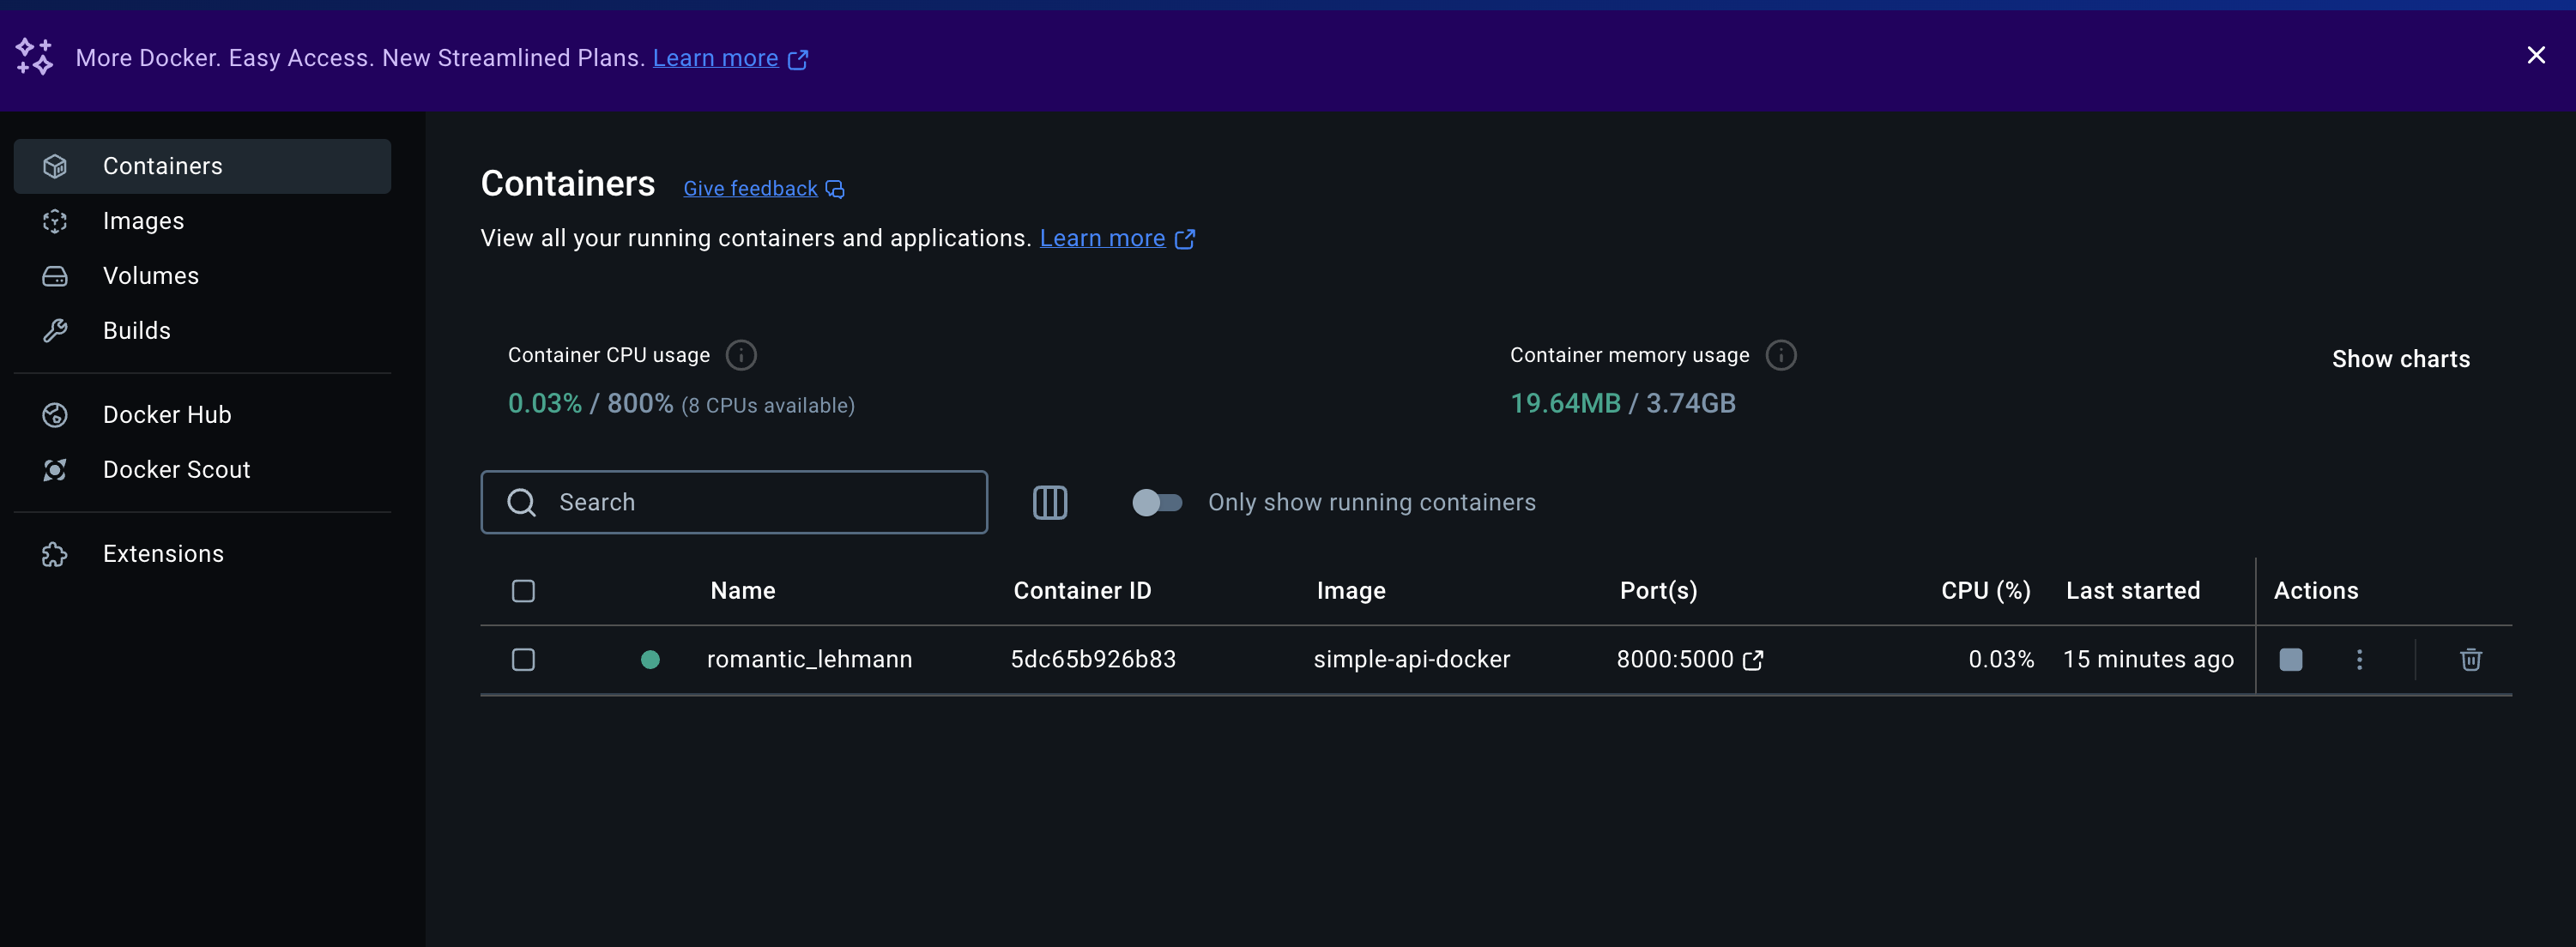 More Docker. Easy Access. New Streamlined Plans. Learn more
Containers
Images
Volumes
Builds
Docker Hub
Docker Scout
Extensions
Containers Give feedback
View all your running containers and applications. Learn more
Container CPU usage
0.03% / 800% (8 CPUs available)
Container memory usage
19.64MB / 3.74GB
Show charts
Search
Only show running containers
Name Container ID Image Port(s) CPU (%) Last started Actions
romantic_lehmann 5dc65b926b83 simple-api-docker 8000:5000 0.03% 15 minutes ago